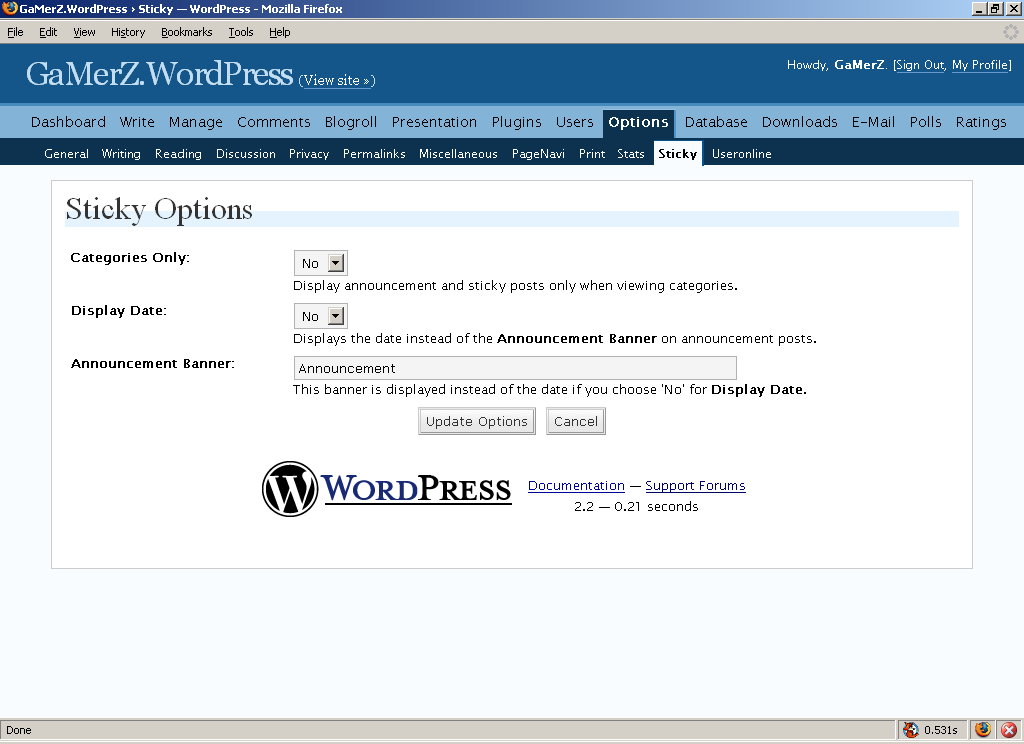 GaMerZ.WordPress › Sticky — WordPress - Mozilla Firefox
File Edit View History Bookmarks Tools Help
GaMerZ.WordPress (View site »)
Howdy, GaMerZ. [Sign Out, My Profile]
Dashboard Write Manage Comments Blogroll Presentation Plugins Users Options Database Downloads E-Mail Polls Ratings
General Writing Reading Discussion Privacy Permalinks Miscellaneous PageNavi Print Stats Sticky Useronline
Sticky Options
Categories Only:
No
Display announcement and sticky posts only when viewing categories.
Display Date:
No
Displays the date instead of the Announcement Banner on announcement posts.
Announcement Banner:
Announcement
This banner is displayed instead of the date if you choose 'No' for Display Date.
Update Options Cancel
WORDPRESS
Documentation — Support Forums
2.2 — 0.21 seconds
Done
0.531s